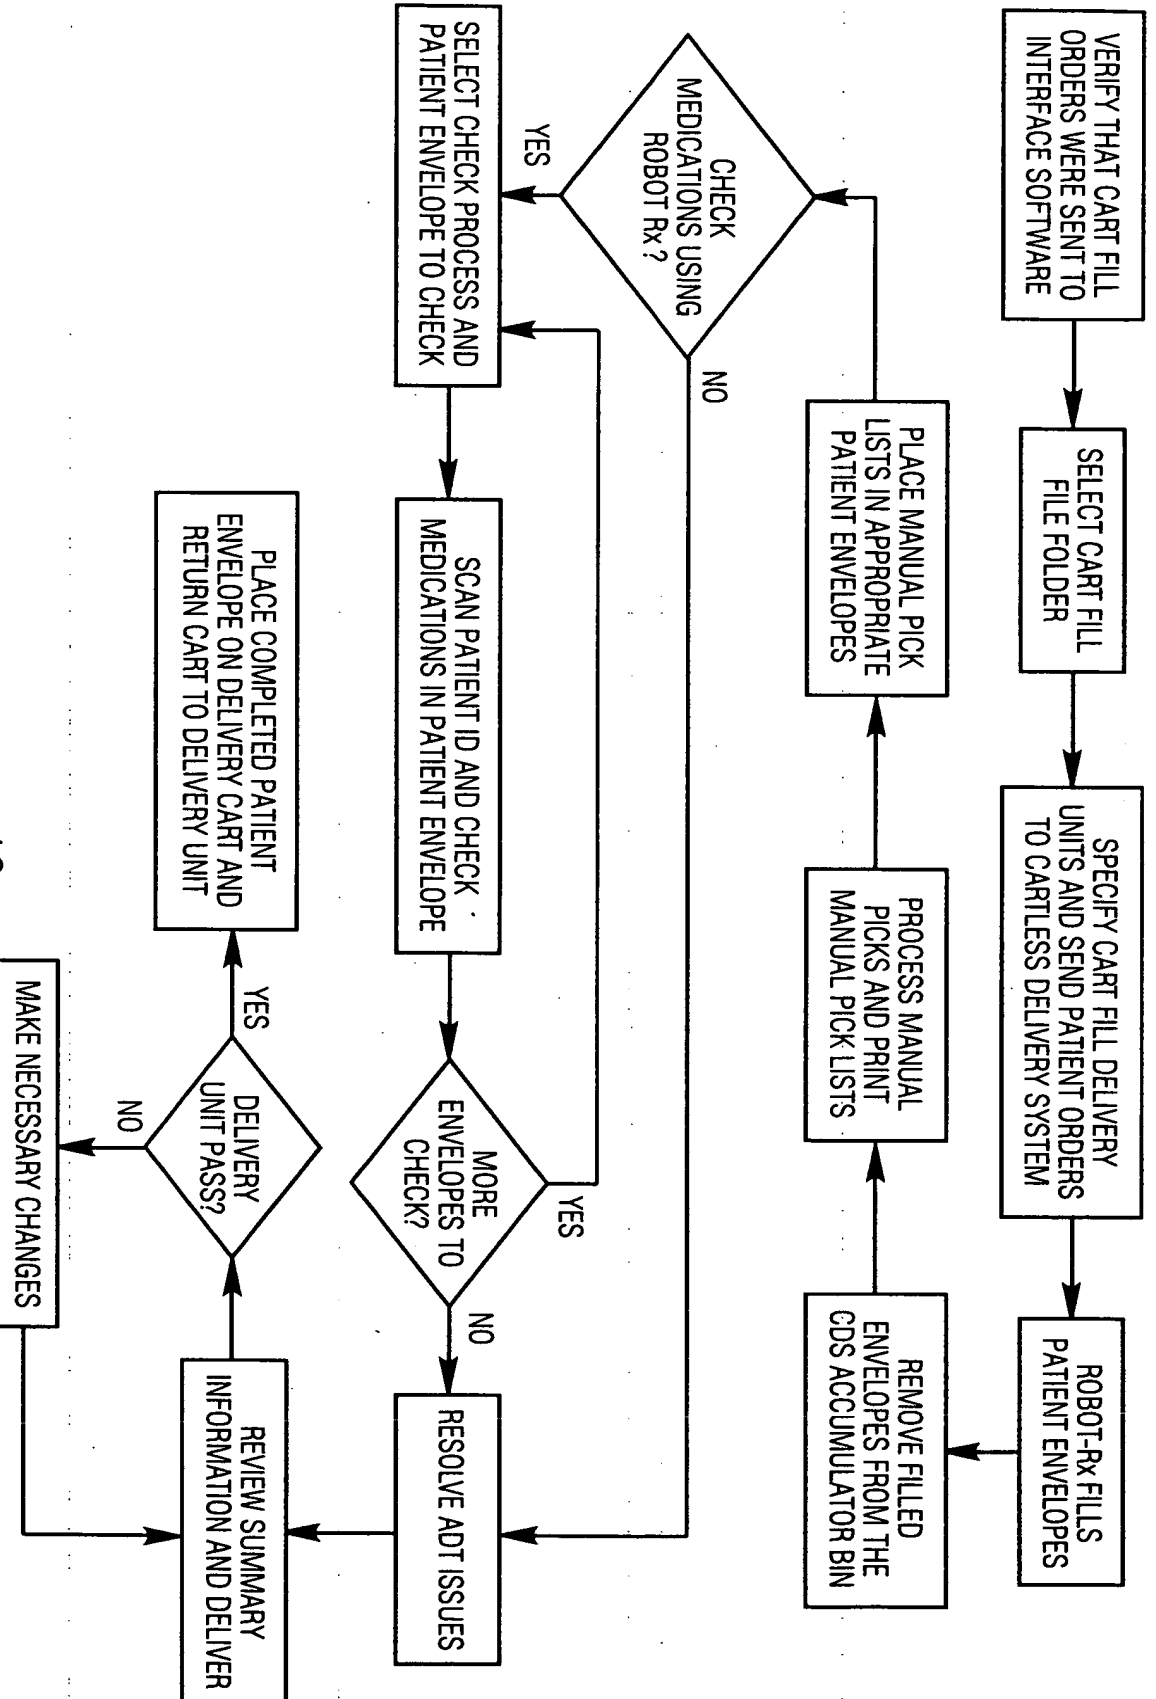 VERIFY THAT CART FILL
ORDERS WERE SENT TO
INTERFACE SOFTWARE
SELECT CART FILL
FILE FOLDER
SPECIFY CART FILL DELIVERY
UNITS AND SEND PATIENT ORDERS
TO CARTLESS DELIVERY SYSTEM
ROBOT-Rx FILLS
PATIENT ENVELOPES
REMOVE FILLED
ENVELOPES FROM THE
CDS ACCUMULATOR BIN
PROCESS MANUAL
PICKS AND PRINT
MANUAL PICK LISTS
PLACE MANUAL PICK
LISTS IN APPROPRIATE
PATIENT ENVELOPES
CHECK
MEDICATIONS USING
ROBOT Rx?
NO
YES
SELECT CHECK PROCESS AND
PATIENT ENVELOPE TO CHECK
SCAN PATIENT ID AND CHECK
MEDICATIONS IN PATIENT ENVELOPE
MORE
ENVELOPES TO
CHECK?
YES
NO
RESOLVE ADT ISSUES
REVIEW SUMMARY
INFORMATION AND DELIVER
DELIVERY
UNIT PASS?
YES
NO
PLACE COMPLETED PATIENT
ENVELOPE ON DELIVERY CART AND
RETURN CART TO DELIVERY UNIT
MAKE NECESSARY CHANGES